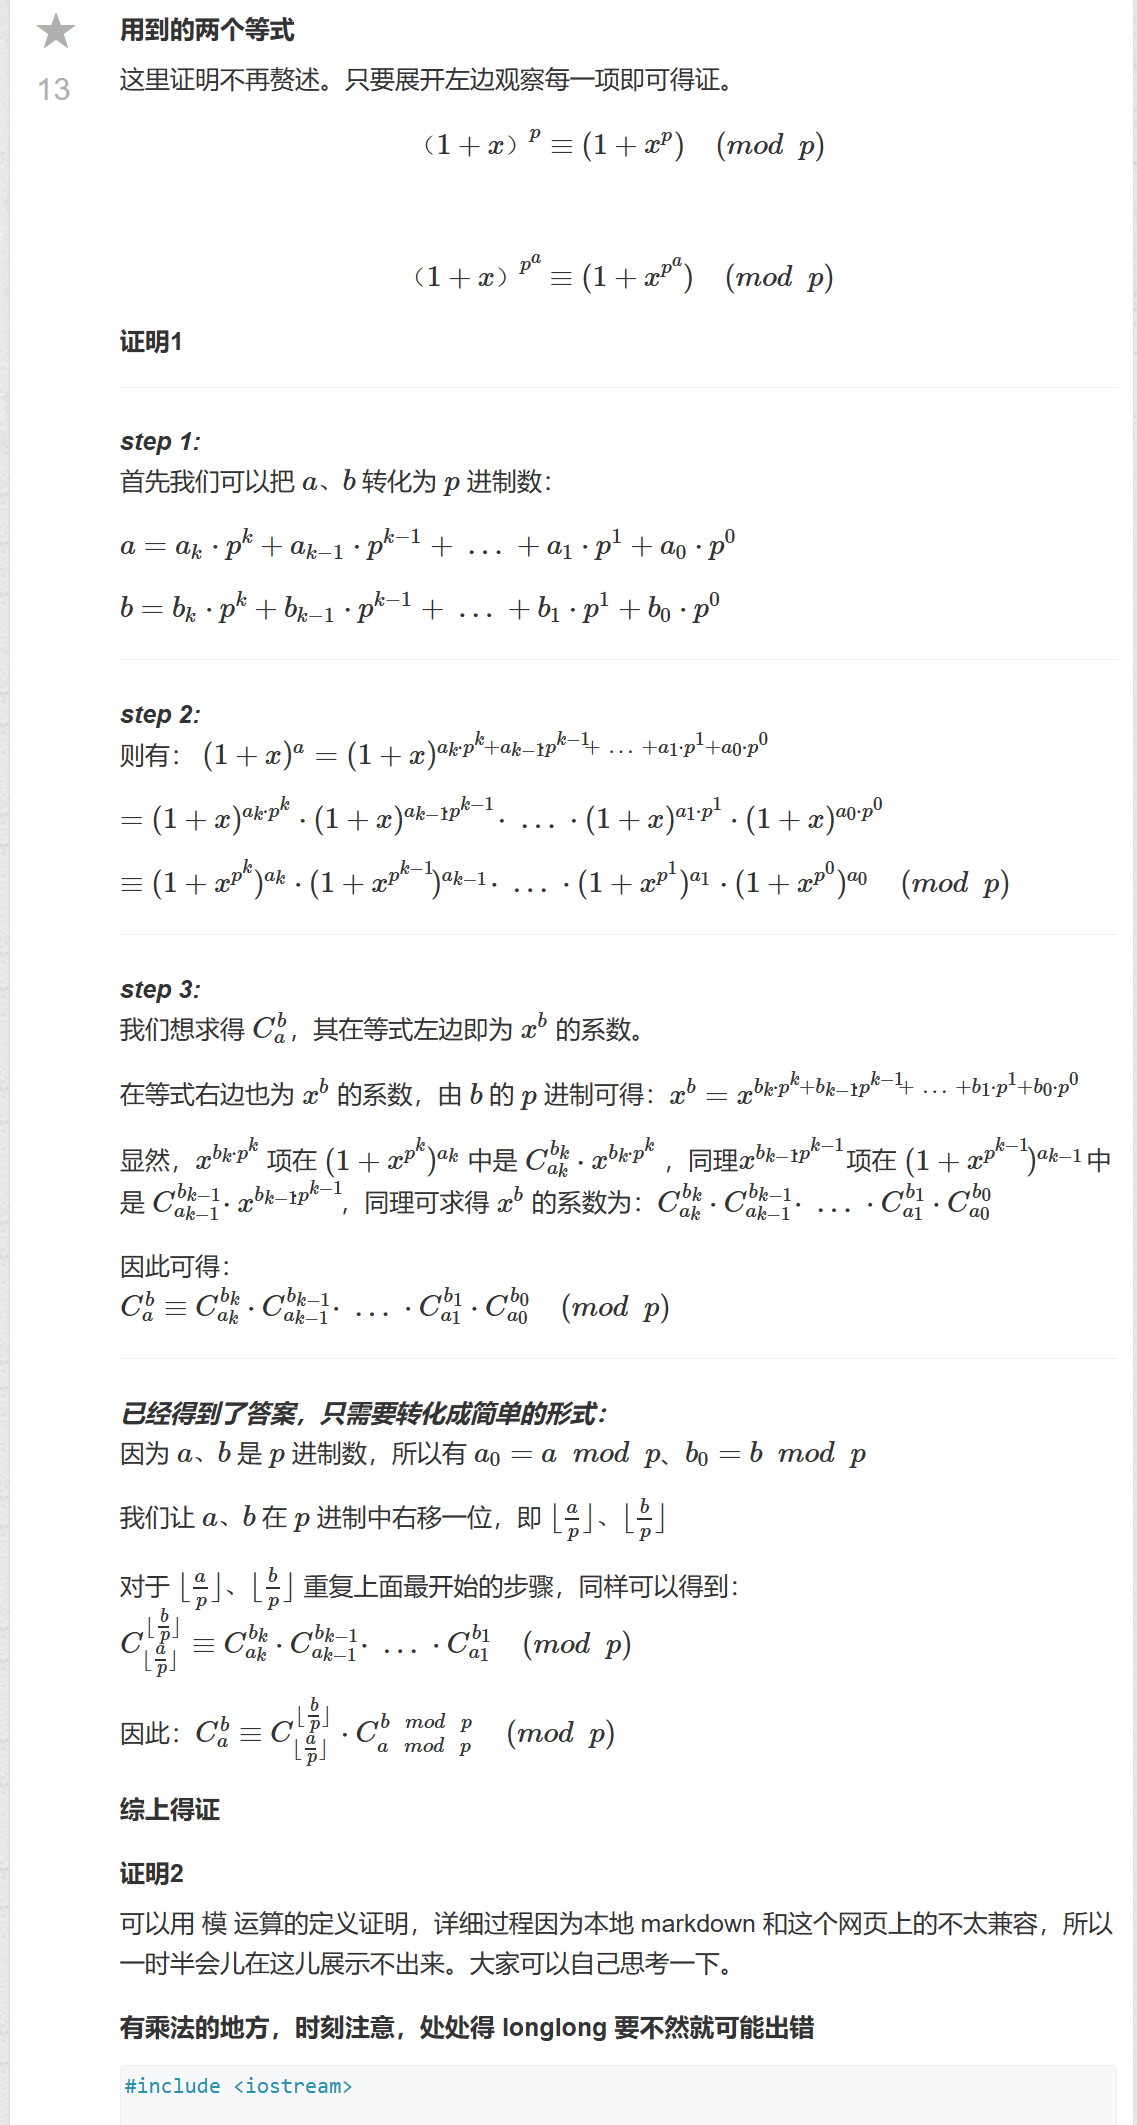 用到的两个等式
13
这里证明不再赘述。只要展开左边观察每一项即可得证。
$（1+x）^p \equiv (1+x^p) \quad (mod \ \ p)$
$（1+x）^{p^a} \equiv (1+x^{p^a}) \quad (mod \ \ p)$
证明1
step 1:
首先我们可以把 $a$、$b$ 转化为 $p$ 进制数：
$a = a_k \cdot p^k + a_{k-1} \cdot p^{k-1} + \ \ldots \ + a_1 \cdot p^1 + a_0 \cdot p^0$
$b = b_k \cdot p^k + b_{k-1} \cdot p^{k-1} + \ \ldots \ + b_1 \cdot p^1 + b_0 \cdot p^0$
step 2:
则有： $(1+x)^a = (1+x)^{a_k \cdot p^k + a_{k-1} \cdot p^{k-1} + \ \ldots \ + a_1 \cdot p^1 + a_0 \cdot p^0}$
$= (1+x)^{a_k \cdot p^k} \cdot (1+x)^{a_{k-1} \cdot p^{k-1}} \cdot \ \ldots \ \cdot (1+x)^{a_1 \cdot p^1} \cdot (1+x)^{a_0 \cdot p^0}$
$\equiv (1+x^{p^k})^{a_k} \cdot (1+x^{p^{k-1}})^{a_{k-1}} \cdot \ \ldots \ \cdot (1+x^{p^1})^{a_1} \cdot (1+x^{p^0})^{a_0} \quad (mod \ \ p)$
step 3:
我们想求得 $C_a^b$，其在等式左边即为 $x^b$ 的系数。
在等式右边也为 $x^b$ 的系数，由 $b$ 的 $p$ 进制可得：$x^b = x^{b_k \cdot p^k + b_{k-1} \cdot p^{k-1} + \ \ldots \ + b_1 \cdot p^1 + b_0 \cdot p^0}$
显然，$x^{b_k \cdot p^k}$ 项在 $(1+x^{p^k})^{a_k}$ 中是 $C_{a_k}^{b_k} \cdot x^{b_k \cdot p^k}$ ，同理$x^{b_{k-1} \cdot p^{k-1}}$项在 $(1+x^{p^{k-1}})^{a_{k-1}}$中
是 $C_{a_{k-1}}^{b_{k-1}} \cdot x^{b_{k-1} \cdot p^{k-1}}$，同理可求得 $x^b$ 的系数为：$C_{a_k}^{b_k} \cdot C_{a_{k-1}}^{b_{k-1}} \cdot \ \ldots \ \cdot C_{a_1}^{b_1} \cdot C_{a_0}^{b_0}$
因此可得：
$C_a^b \equiv C_{a_k}^{b_k} \cdot C_{a_{k-1}}^{b_{k-1}} \cdot \ \ldots \ \cdot C_{a_1}^{b_1} \cdot C_{a_0}^{b_0} \quad (mod \ \ p)$
已经得到了答案，只需要转化成简单的形式：
因为 $a$、$b$ 是 $p$ 进制数，所以有 $a_0 = a \ \ mod \ \ p$、$b_0 = b \ \ mod \ \ p$
我们让 $a$、$b$ 在 $p$ 进制中右移一位，即 $\lfloor \frac{a}{p} \rfloor$、$\lfloor \frac{b}{p} \rfloor$
对于 $\lfloor \frac{a}{p} \rfloor$、$\lfloor \frac{b}{p} \rfloor$ 重复上面最开始的步骤，同样可以得到：
$C_{\lfloor \frac{a}{p} \rfloor}^{\lfloor \frac{b}{p} \rfloor} \equiv C_{a_k}^{b_k} \cdot C_{a_{k-1}}^{b_{k-1}} \cdot \ \ldots \ \cdot C_{a_1}^{b_1} \quad (mod \ \ p)$
因此：$C_a^b \equiv C_{\lfloor \frac{a}{p} \rfloor}^{\lfloor \frac{b}{p} \rfloor} \cdot C_{a \ \ mod \ \ p}^{b \ \ mod \ \ p} \quad (mod \ \ p)$
综上得证
证明2
可以用 模 运算的定义证明，详细过程因为本地 markdown 和这个网页上的不太兼容，所以
一时半会儿在这儿展示不出来。大家可以自己思考一下。
有乘法的地方，时刻注意，处处得 longlong 要不然就可能出错
#include <iostream>